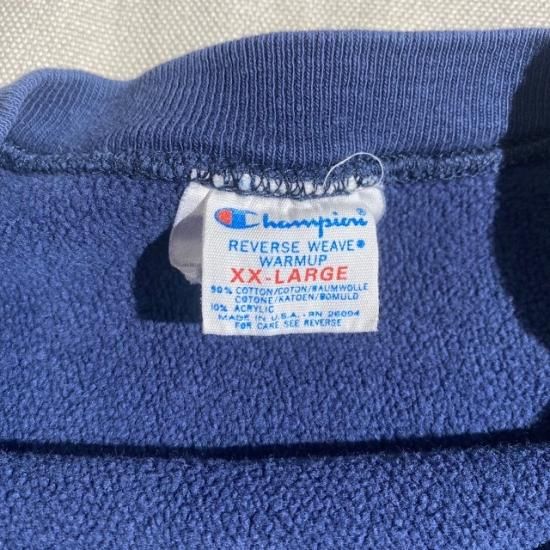 Champion
REVERSE WEAVE®
WARMUP
XX-LARGE
90% COTTON/COTON/BAUMWOLLE
COTONE/KATOEN/BOMULD
10% ACRYLIC
MADE IN U.S.A. RN 26094
FOR CARE SEE REVERSE